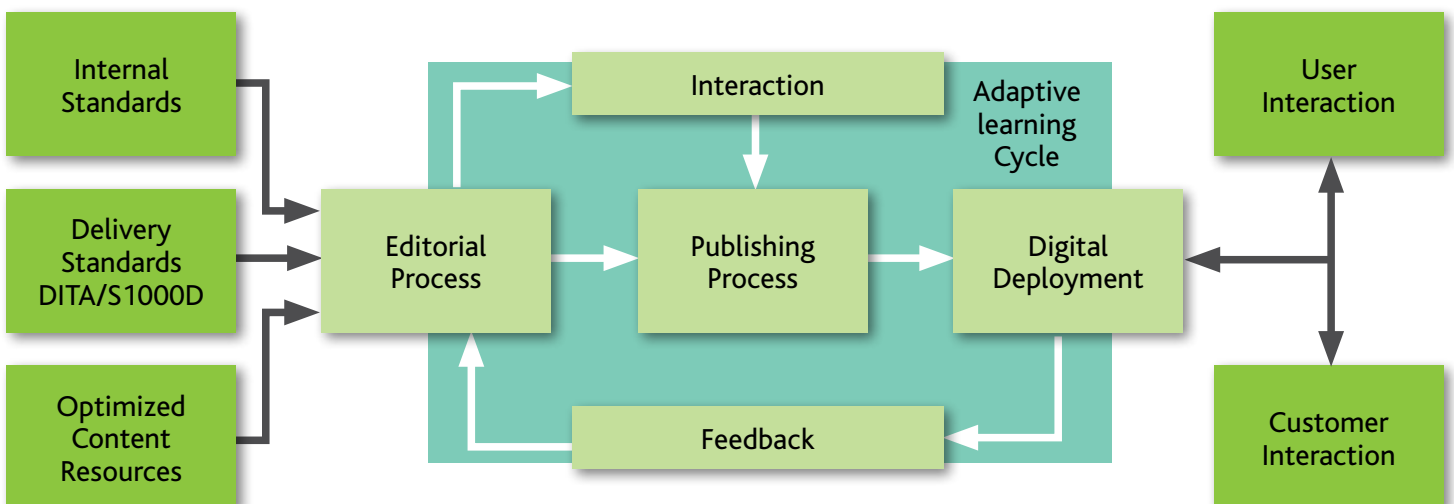 Internal
Standards
Delivery
Standards
DITA/S1000D
Optimized
Content
Resources
Interaction
Adaptive
learning
Cycle
Editorial
Process
Publishing
Process
Digital
Deployment
Feedback
User
Interaction
Customer
Interaction